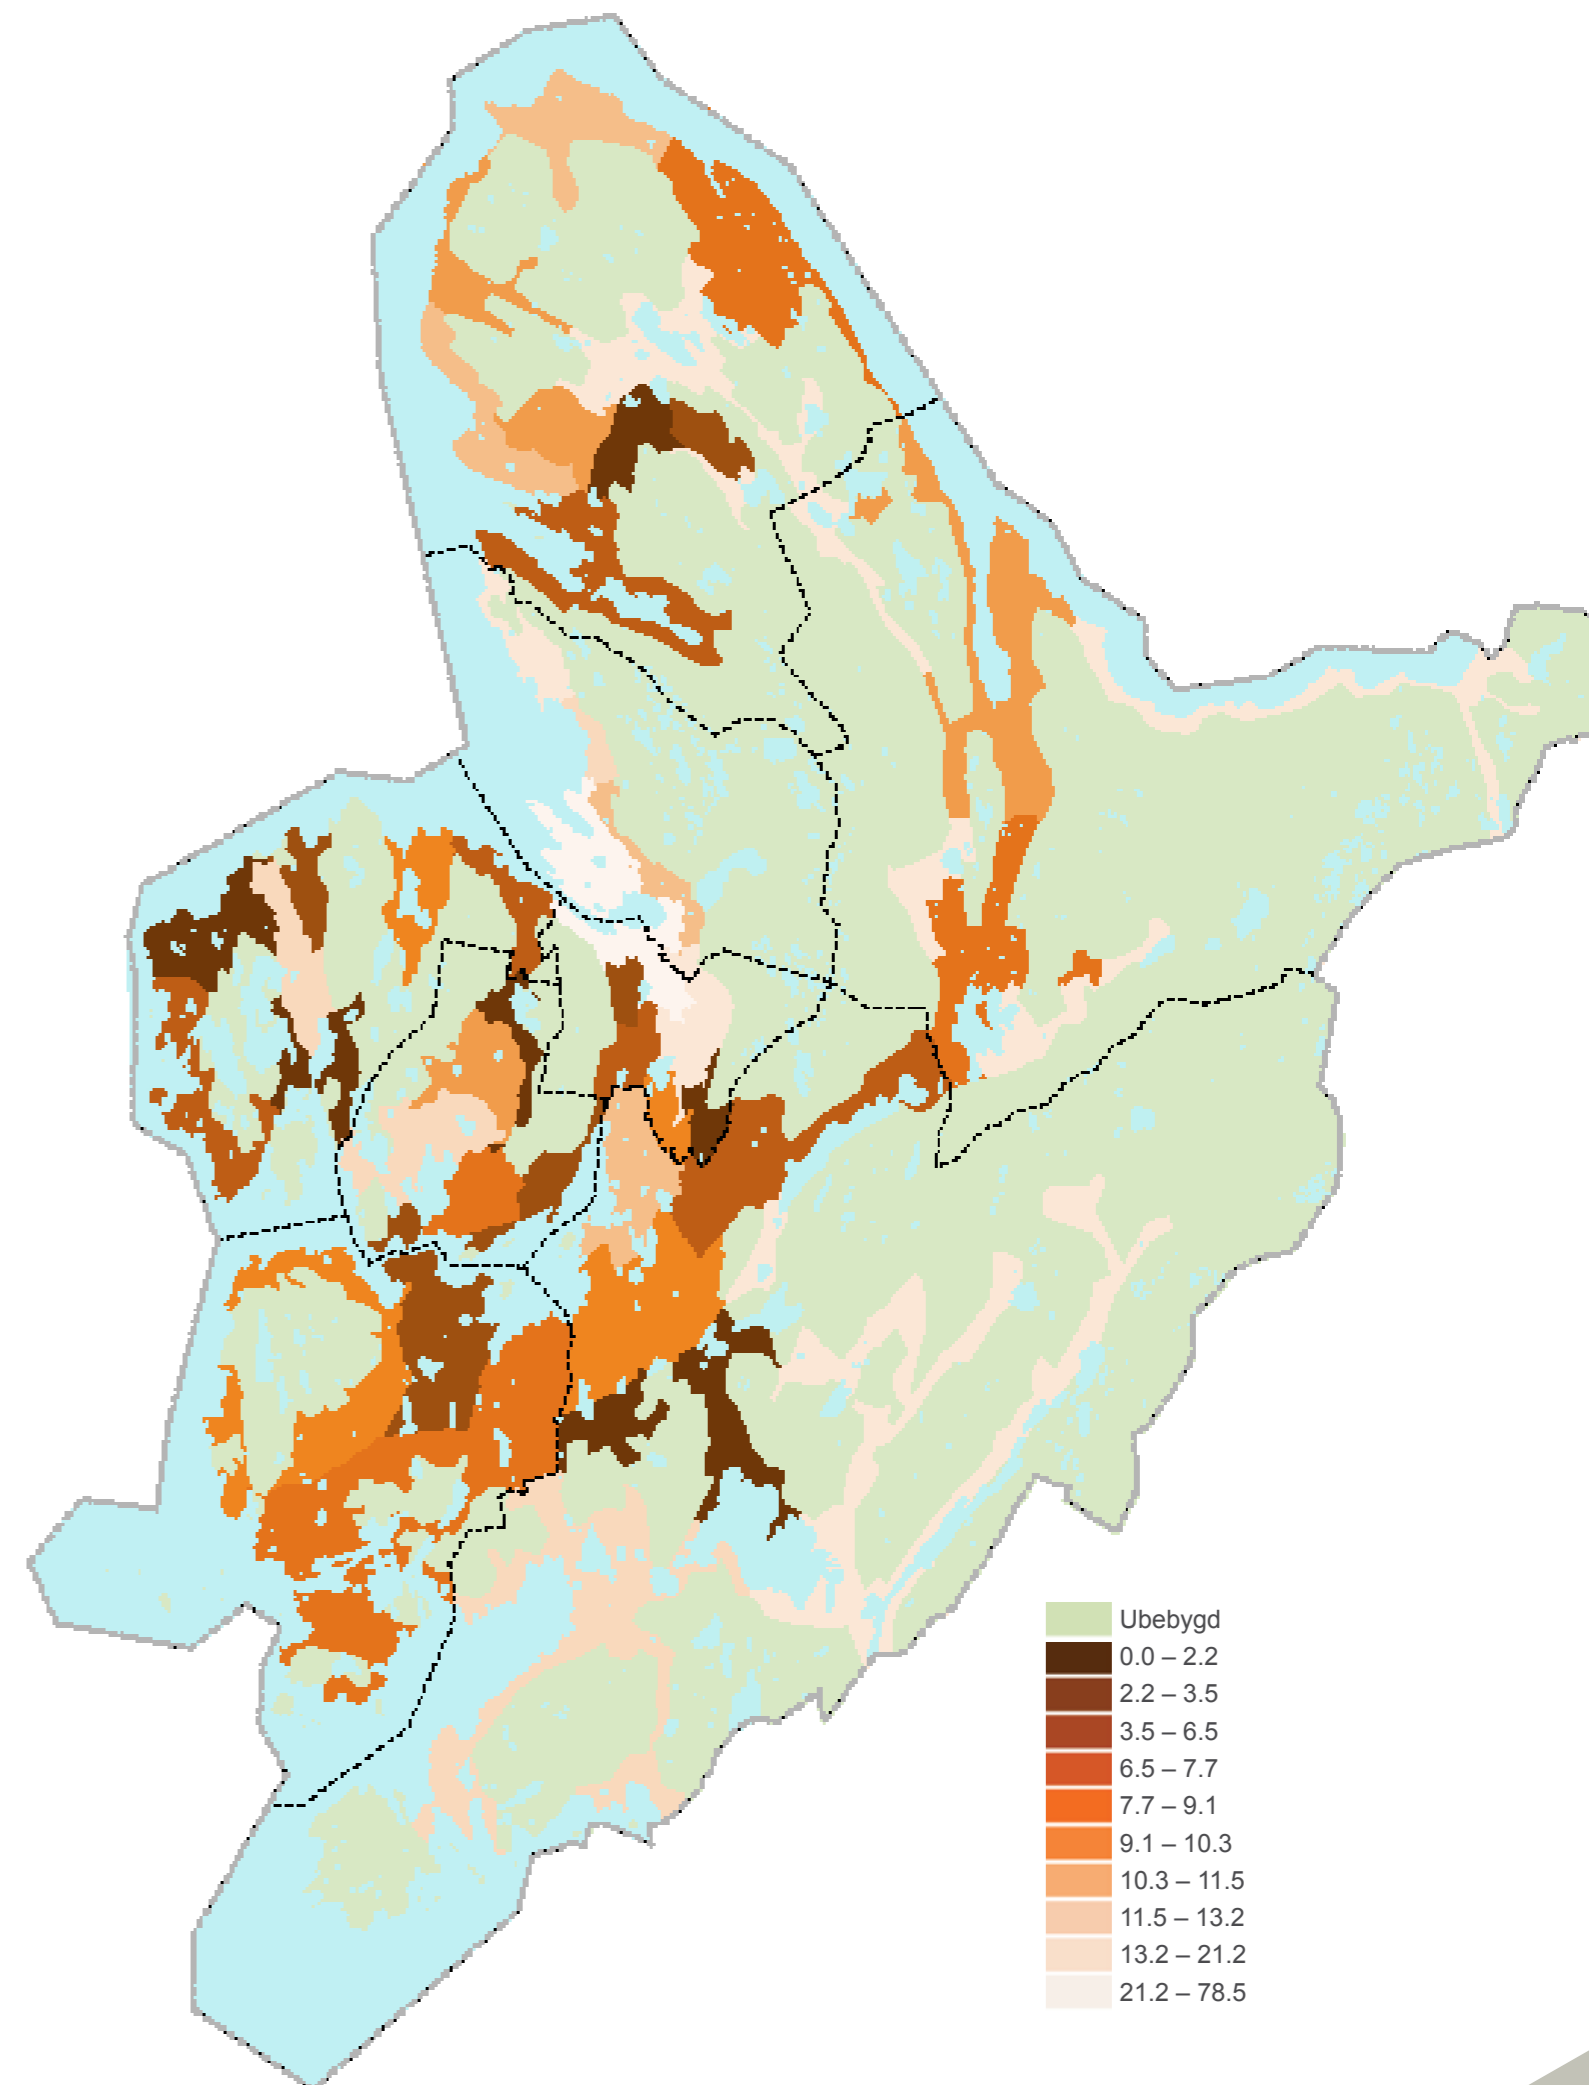 Ubebygd
0.0 – 2.2
2.2 – 3.5
3.5 – 6.5
6.5 – 7.7
7.7 – 9.1
9.1 – 10.3
10.3 – 11.5
11.5 – 13.2
13.2 – 21.2
21.2 – 78.5